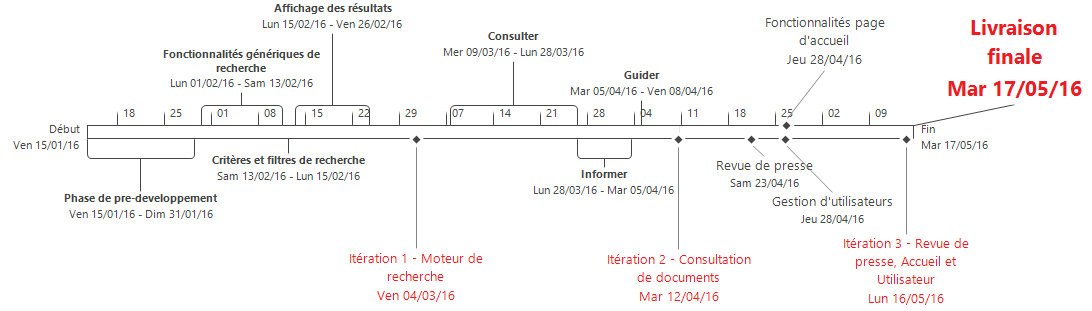 Affichage des résultats
Lun 15/02/16 - Ven 26/02/16
Fonctionnalités génériques de
recherche
Lun 01/02/16 - Sam 13/02/16
Consulter
Mer 09/03/16 - Lun 28/03/16
Guider
Mar 05/04/16 - Ven 08/04/16
Fonctionnalités page
d'accueil
Jeu 28/04/16
Livraison
finale
Mar 17/05/16
18 25 01 08 15 22 29 07 14 21 28 04 11 18 25 02 09
Début
Ven 15/01/16
Fin
Mar 17/05/16
Critères et filtres de recherche
Sam 13/02/16 - Lun 15/02/16
Phase de pre-developpement
Ven 15/01/16 - Dim 31/01/16
Informer
Lun 28/03/16 - Mar 05/04/16
Revue de presse
Sam 23/04/16
Gestion d'utilisateurs
Jeu 28/04/16
Itération 1 - Moteur de
recherche
Ven 04/03/16
Itération 2 - Consultation
de documents
Mar 12/04/16
Itération 3 - Revue de
presse, Accueil et
Utilisateur
Lun 16/05/16